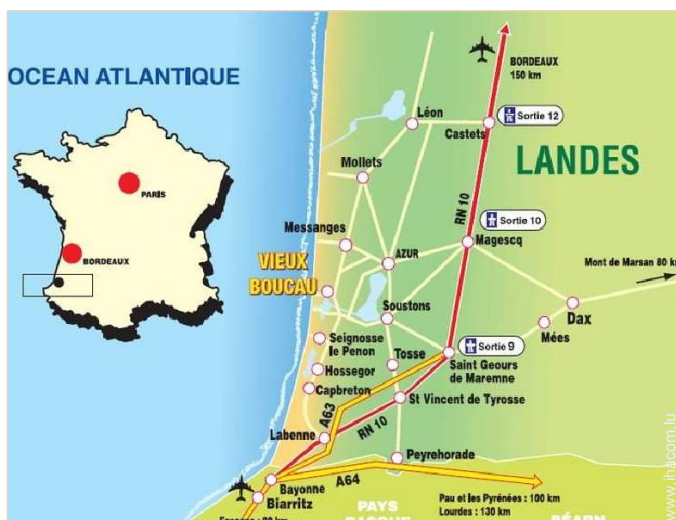 OCEAN ATLANTIQUE
PARIS
BORDEAUX
BORDEAUX
150 km
Léon
Castets
Sortie 12
LANDES
Mollets
RN 10
Sortie 10
Messanges
Magescq
VIEUX
BOUCAU
AZUR
Mont de Marsan 80 k
Soustons
Dax
Mées
Sortie 9
Seignosse
le Penon
Tosse
Saint Geours
de Maremne
Hossegor
Capbreton
A63
St Vincent de Tyrosse
RN 10
Labenne
Peyrehorade
A64
Bayonne
Biarritz
Pau et les Pyrénées : 100 km
Lourdes : 130 km
PAYS
BÉARN
www.ihacom.lu